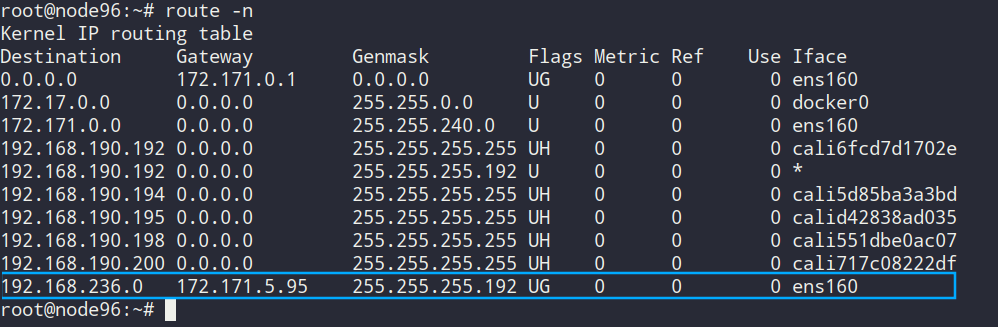 root@node96:~# route -n
Kernel IP routing table
Destination Gateway Genmask Flags Metric Ref Use Iface
0.0.0.0 172.171.0.1 0.0.0.0 UG 0 0 0 ens160
172.17.0.0 0.0.0.0 255.255.0.0 U 0 0 0 docker0
172.171.0.0 0.0.0.0 255.255.240.0 U 0 0 0 ens160
192.168.190.192 0.0.0.0 255.255.255.255 UH 0 0 0 cali6fcd7d1702e
192.168.190.192 0.0.0.0 255.255.255.192 U 0 0 0 *
192.168.190.194 0.0.0.0 255.255.255.255 UH 0 0 0 cali5d85ba3a3bd
192.168.190.195 0.0.0.0 255.255.255.255 UH 0 0 0 calid42838ad035
192.168.190.198 0.0.0.0 255.255.255.255 UH 0 0 0 cali551dbe0ac07
192.168.190.200 0.0.0.0 255.255.255.255 UH 0 0 0 cali717c08222df
192.168.236.0 172.171.5.95 255.255.255.192 UG 0 0 0 ens160
root@node96:~#